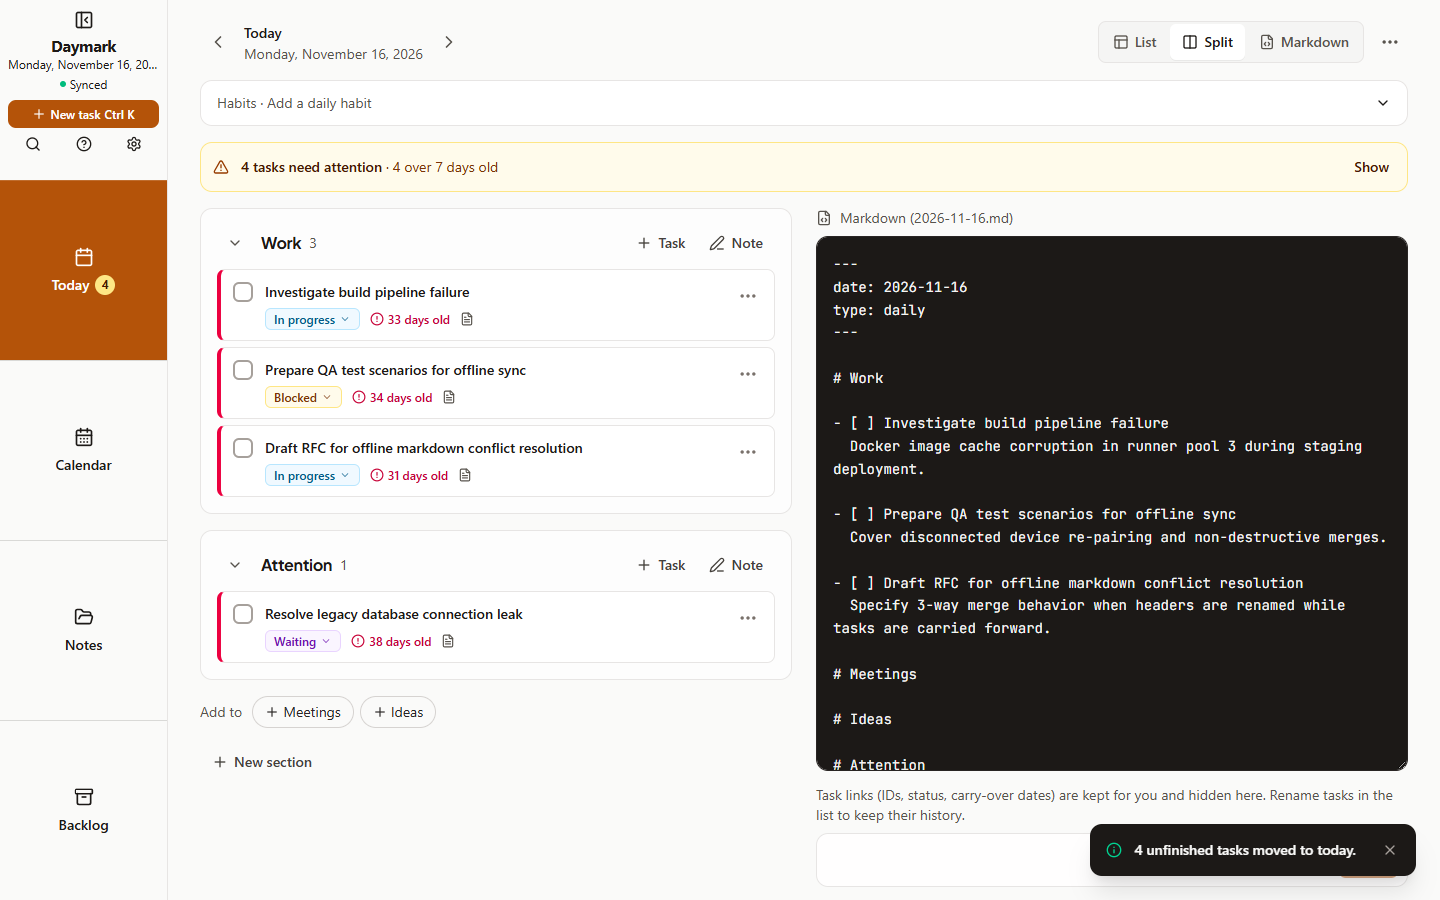 Daymark
Monday, November 16, 20...
Synced
New task Ctrl K
Today 4
Calendar
Notes
Backlog
Today
Monday, November 16, 2026
List
Split
Markdown
Habits · Add a daily habit
4 tasks need attention · 4 over 7 days old
Show
Work 3
Task
Note
Investigate build pipeline failure
In progress
33 days old
Prepare QA test scenarios for offline sync
Blocked
34 days old
Draft RFC for offline markdown conflict resolution
In progress
31 days old
Attention 1
Task
Note
Resolve legacy database connection leak
Waiting
38 days old
Add to
Meetings
Ideas
New section
Markdown (2026-11-16.md)
---
date: 2026-11-16
type: daily
---
# Work
- [ ] Investigate build pipeline failure
Docker image cache corruption in runner pool 3 during staging
deployment.
- [ ] Prepare QA test scenarios for offline sync
Cover disconnected device re-pairing and non-destructive merges.
- [ ] Draft RFC for offline markdown conflict resolution
Specify 3-way merge behavior when headers are renamed while
tasks are carried forward.
# Meetings
# Ideas
# Attention
Task links (IDs, status, carry-over dates) are kept for you and hidden here. Rename tasks in the
list to keep their history.
4 unfinished tasks moved to today.